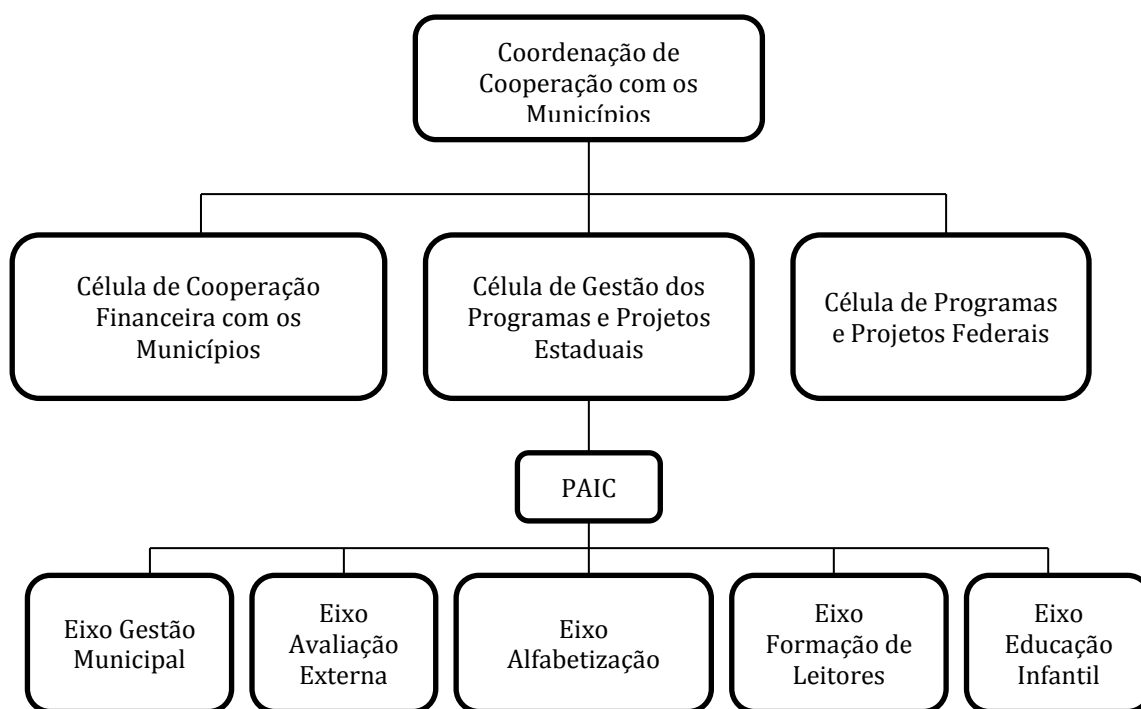 Coordenação de
Cooperação com os
Municípios
Célula de Cooperação
Financeira com os
Municípios
Célula de Gestão dos
Programas e Projetos
Estaduais
Célula de Programas
e Projetos Federais
PAIC
Eixo Gestão
Municipal
Eixo
Avaliação
Externa
Eixo
Alfabetização
Eixo
Formação de
Leitores
Eixo
Educação
Infantil